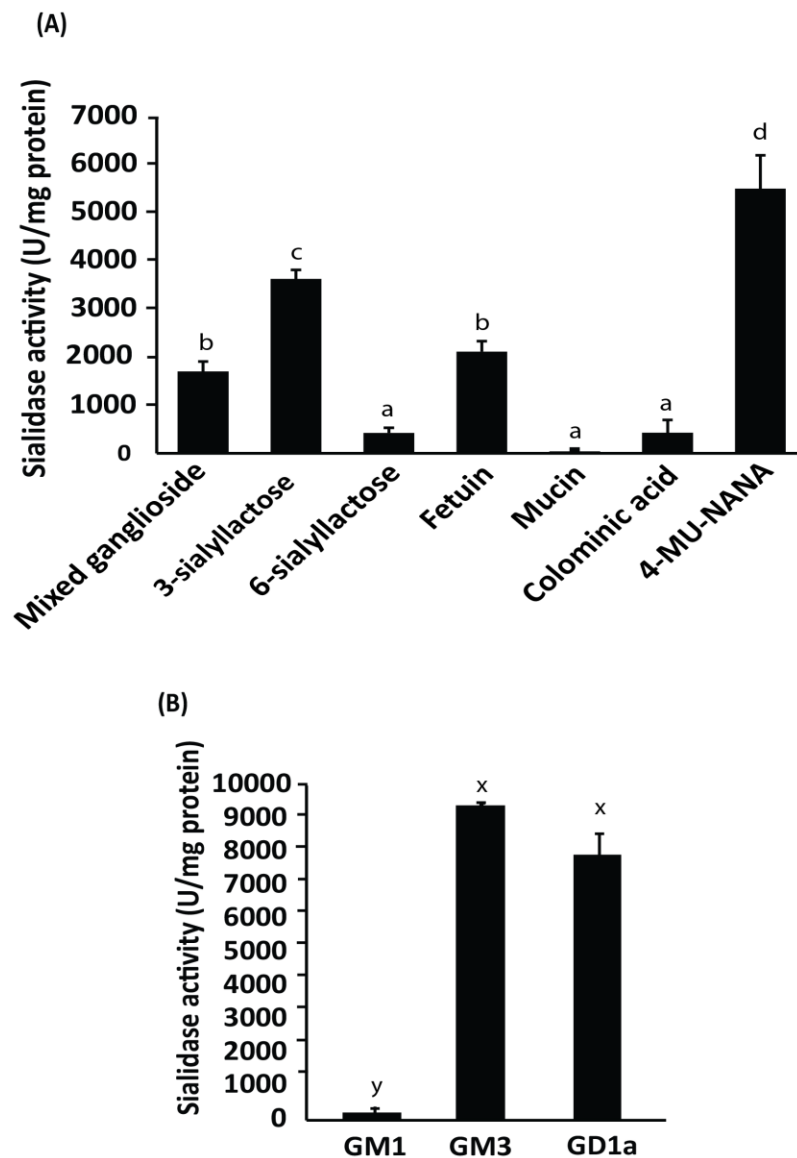 (A)
Sialidase activity (U/mg protein)
7000
6000
5000
4000
3000
2000
1000
0
b
c
a
b
a
a
d
Mixed ganglioside
3-sialyllactose
6-sialyllactose
Fetuin
Mucin
Colominic acid
4-MU-NANA
(B)
Sialidase activity (U/mg protein)
10000
9000
8000
7000
6000
5000
4000
3000
2000
1000
0
y
x
x
GM1
GM3
GD1a